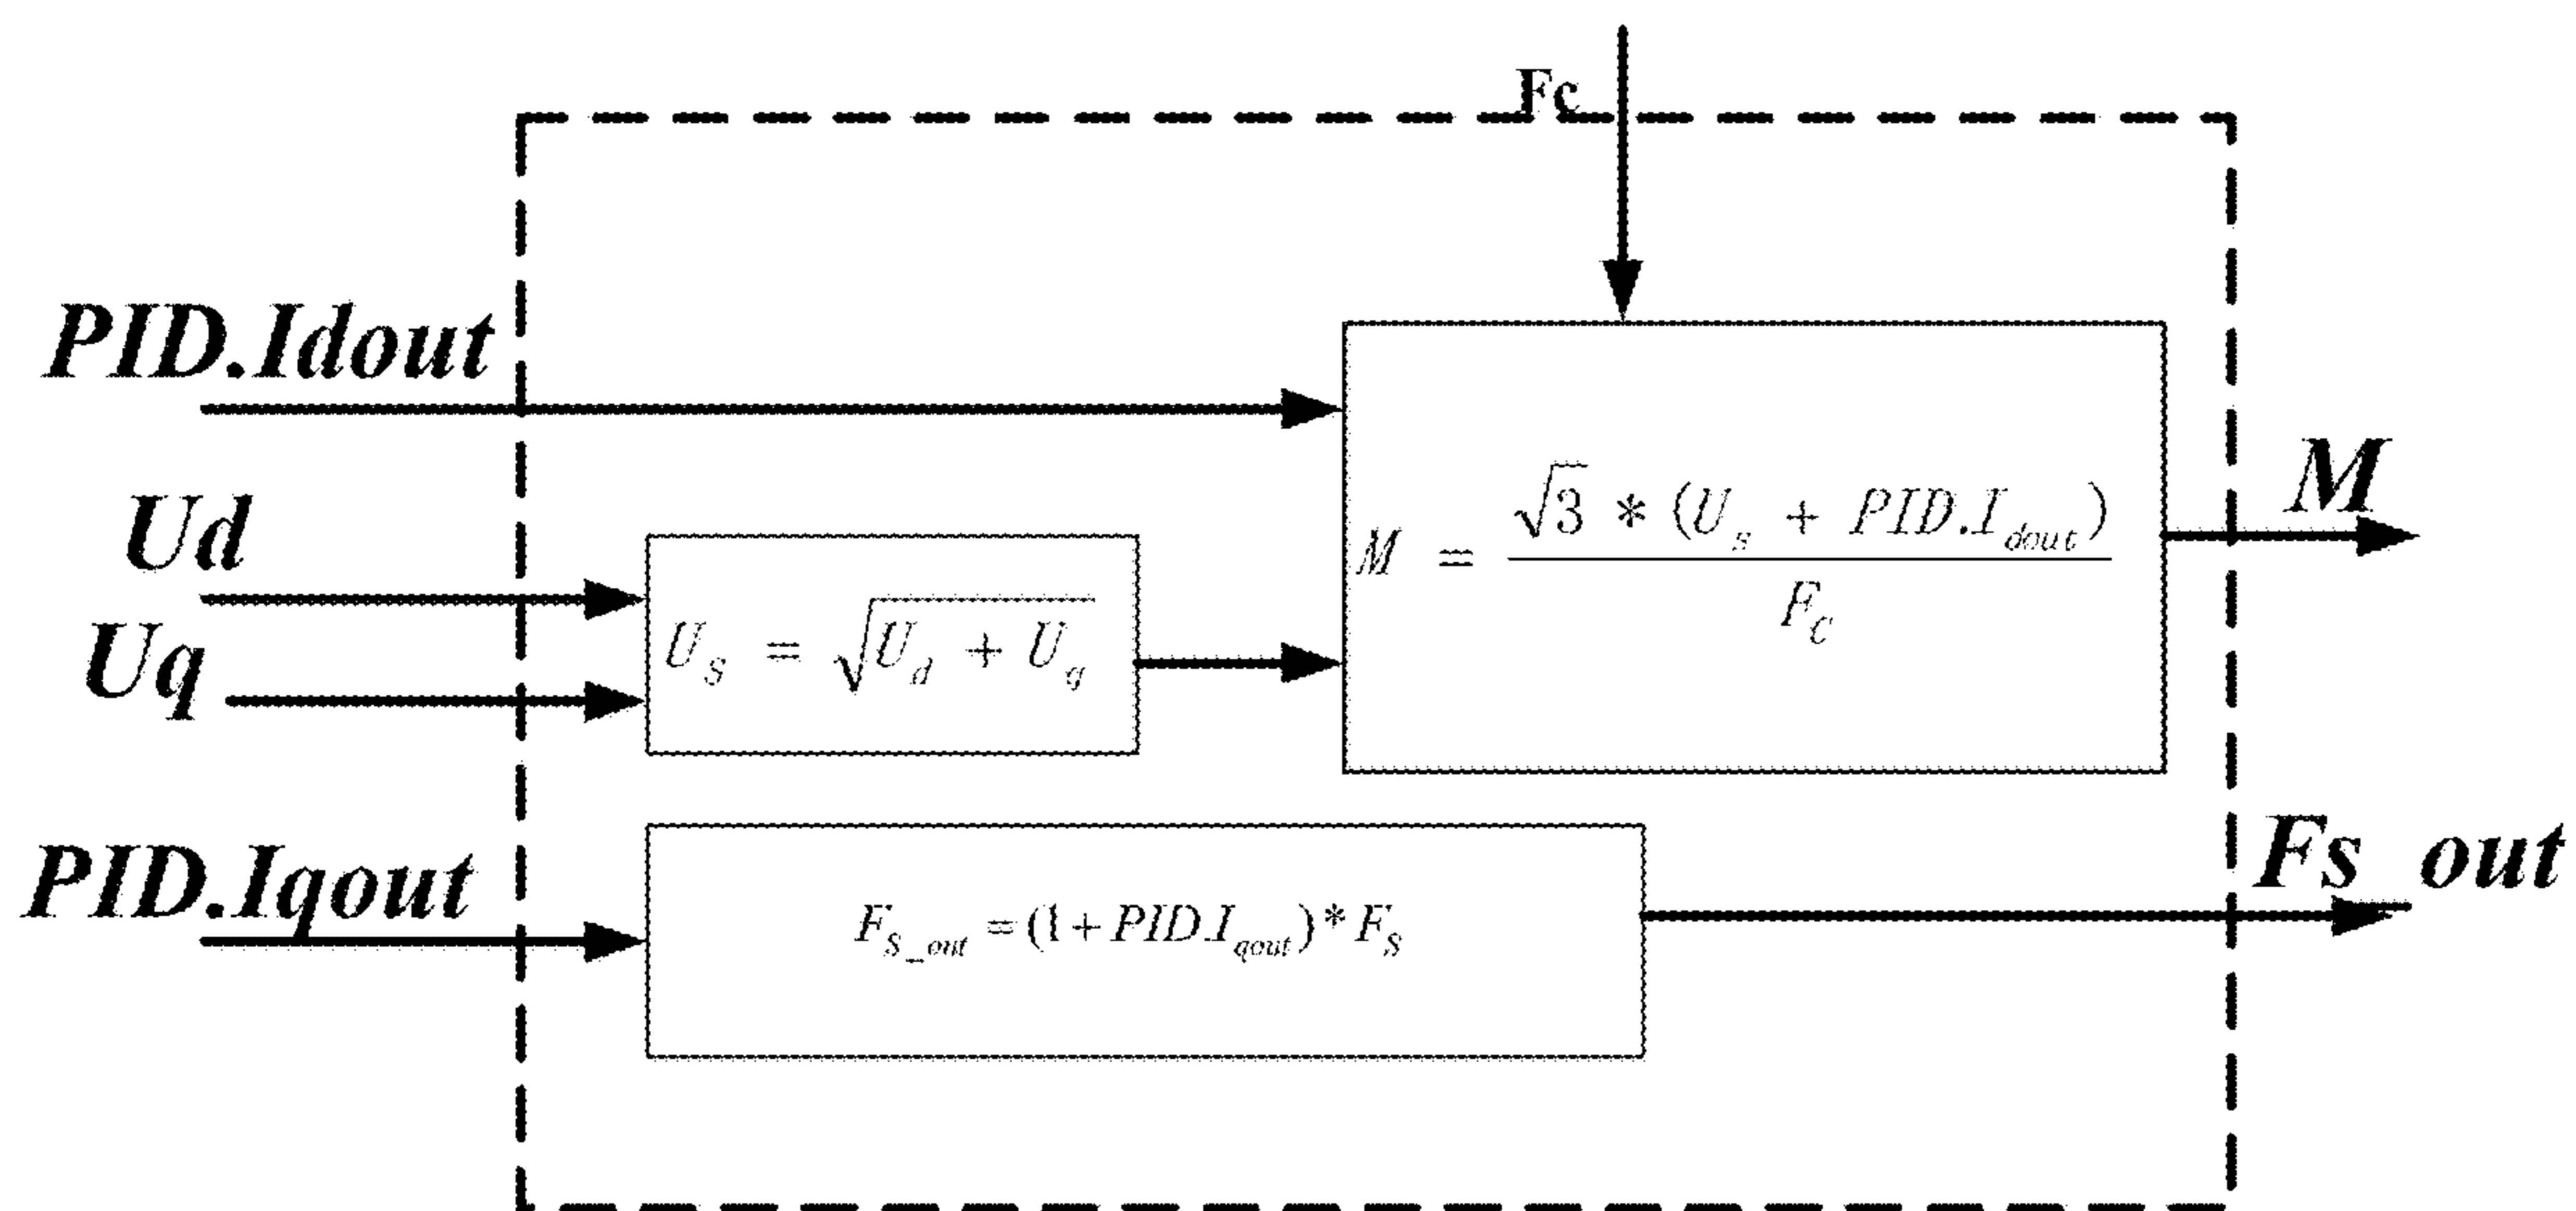 Fc
PID.Idout
Ud
Uq
U_S = √(U_d + U_q)
M = √3 * (U_s + PID.I_dout) / F_C
M
PID.Iqout
F_S_out = (1 + PID.I_qout) * F_S
Fs_out